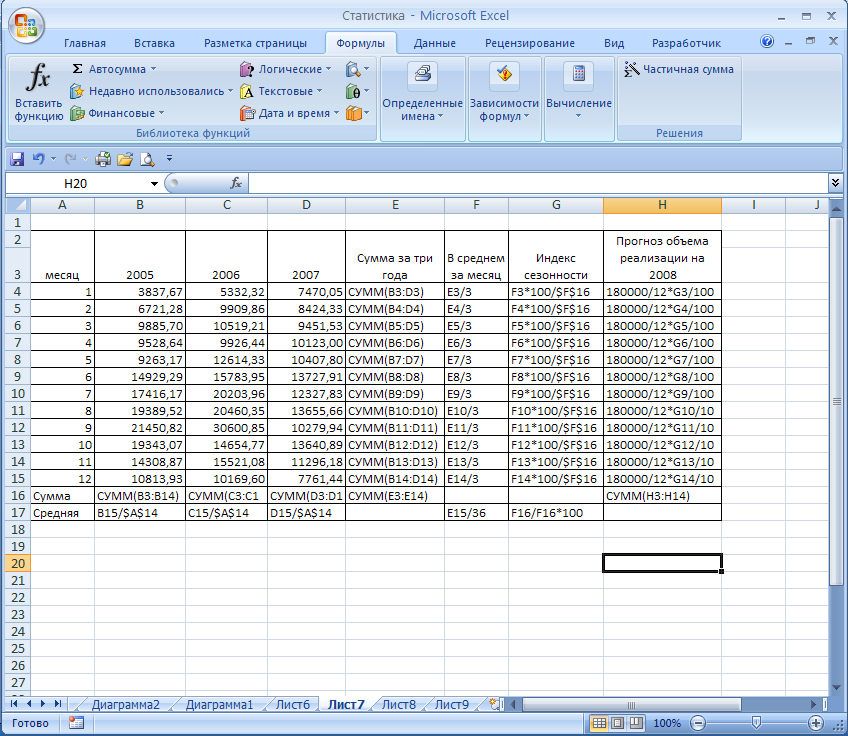 Статистика - Microsoft Excel
Главная Вставка Разметка страницы Формулы Данные Рецензирование Вид Разработчик
fx Вставить функцию
Σ Автосумма
Недавно использовались
Финансовые
Логические
Текстовые
Дата и время
Определенные имена
Зависимости формул
Вычисление
Частичная сумма
Библиотека функций
Решения
H20 fx
A B C D E F G H I J
1
2 Прогноз объема
реализации на
Сумма за три В среднем Индекс
3 месяц 2005 2006 2007 года за месяц сезонности 2008
4 1 3837,67 5332,32 7470,05 СУММ(B3:D3) E3/3 F3*100/$F$16 180000/12*G3/100
5 2 6721,28 9909,86 8424,33 СУММ(B4:D4) E4/3 F4*100/$F$16 180000/12*G4/100
6 3 9885,70 10519,21 9451,53 СУММ(B5:D5) E5/3 F5*100/$F$16 180000/12*G5/100
7 4 9528,64 9926,44 10123,00 СУММ(B6:D6) E6/3 F6*100/$F$16 180000/12*G6/100
8 5 9263,17 12614,33 10407,80 СУММ(B7:D7) E7/3 F7*100/$F$16 180000/12*G7/100
9 6 14929,29 15783,95 13727,91 СУММ(B8:D8) E8/3 F8*100/$F$16 180000/12*G8/100
10 7 17416,17 20203,96 12327,83 СУММ(B9:D9) E9/3 F9*100/$F$16 180000/12*G9/100
11 8 19389,52 20460,35 13655,66 СУММ(B10:D10) E10/3 F10*100/$F$16 180000/12*G10/10
12 9 21450,82 30600,85 10279,94 СУММ(B11:D11) E11/3 F11*100/$F$16 180000/12*G11/10
13 10 19343,07 14654,77 13640,89 СУММ(B12:D12) E12/3 F12*100/$F$16 180000/12*G12/10
14 11 14308,87 15521,08 11296,18 СУММ(B13:D13) E13/3 F13*100/$F$16 180000/12*G13/10
15 12 10813,93 10169,60 7761,44 СУММ(B14:D14) E14/3 F14*100/$F$16 180000/12*G14/10
16 Сумма СУММ(B3:B14) СУММ(C3:C1 СУММ(D3:D1 СУММ(E3:E14) СУММ(H3:H14)
17 Средняя B15/$A$14 C15/$A$14 D15/$A$14 E15/36 F16/F16*100
18
19
20
21
22
23
24
25
26
27
Диаграмма2 Диаграмма1 Лист6 Лист7 Лист8 Лист9
Готово 100%